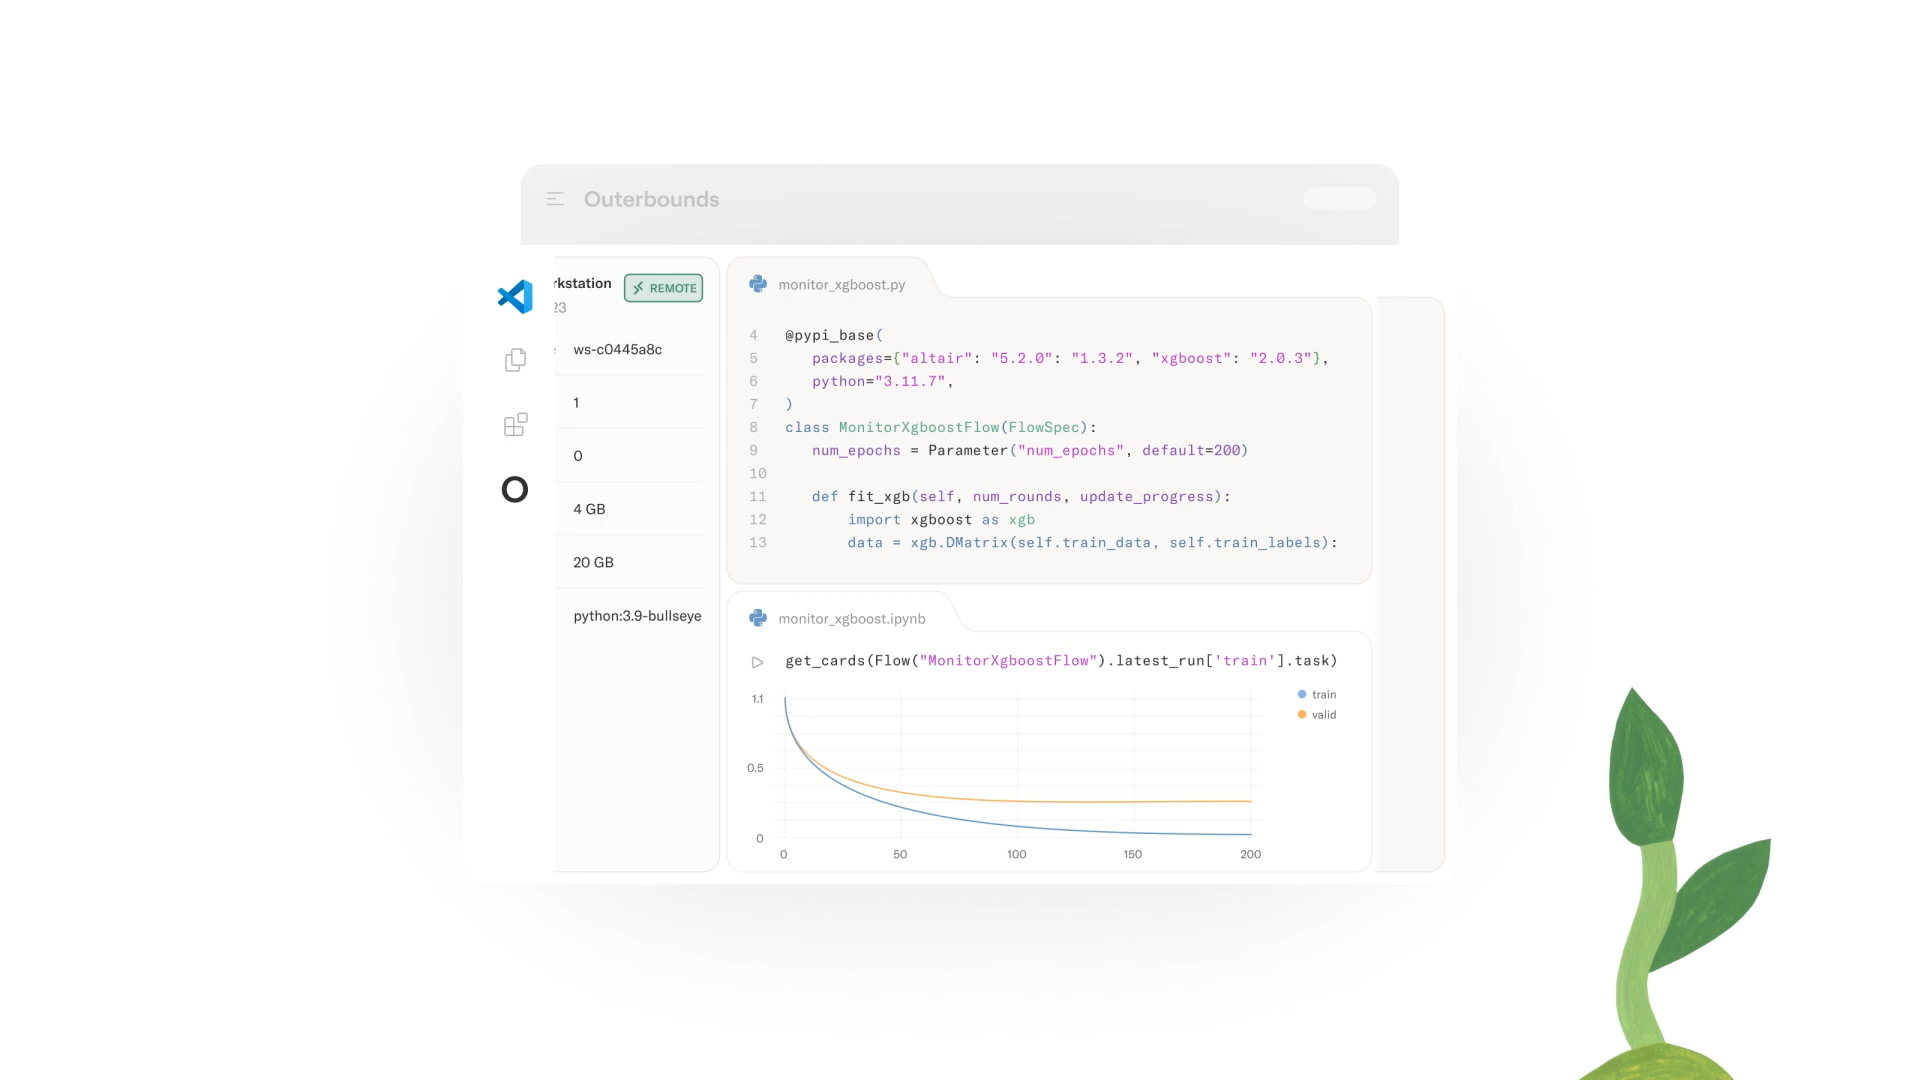 Outerbounds
rkstation
REMOTE
23
ws-c0445a8c
1
0
4 GB
20 GB
python:3.9-bullseye
monitor_xgboost.py
4 @pypi_base(
5 packages={"altair": "5.2.0": "1.3.2", "xgboost": "2.0.3"},
6 python="3.11.7",
7 )
8 class MonitorXgboostFlow(FlowSpec):
9 num_epochs = Parameter("num_epochs", default=200)
10
11 def fit_xgb(self, num_rounds, update_progress):
12 import xgboost as xgb
13 data = xgb.DMatrix(self.train_data, self.train_labels):
monitor_xgboost.ipynb
get_cards(Flow("MonitorXgboostFlow").latest_run['train'].task)
train
valid
1.1
0.5
0
0 50 100 150 200